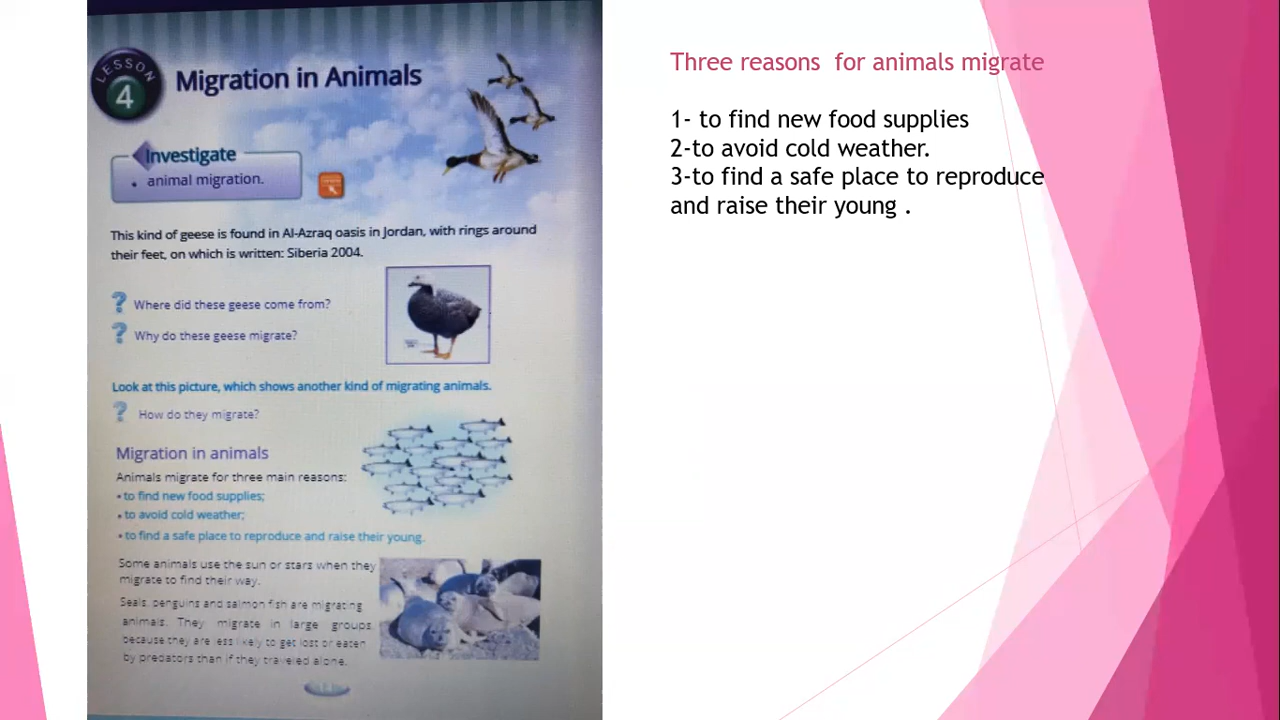 LESSON
4
Migration in Animals
Investigate
• animal migration.
This kind of geese is found in Al-Azraq oasis in Jordan, with rings around
their feet, on which is written: Siberia 2004.
? Where did these geese come from?
? Why do these geese migrate?
Look at this picture, which shows another kind of migrating animals.
? How do they migrate?
Migration in animals
Animals migrate for three main reasons:
• to find new food supplies;
• to avoid cold weather;
• to find a safe place to reproduce and raise their young.
Some animals use the sun or stars when they
migrate to find their way.
Seals, penguins and salmon fish are migrating
animals. They migrate in large groups
because they are less likely to get lost or eaten
by predators than if they traveled alone.
Three reasons  for animals migrate
1- to find new food supplies
2-to avoid cold weather.
3-to find a safe place to reproduce
and raise their young .